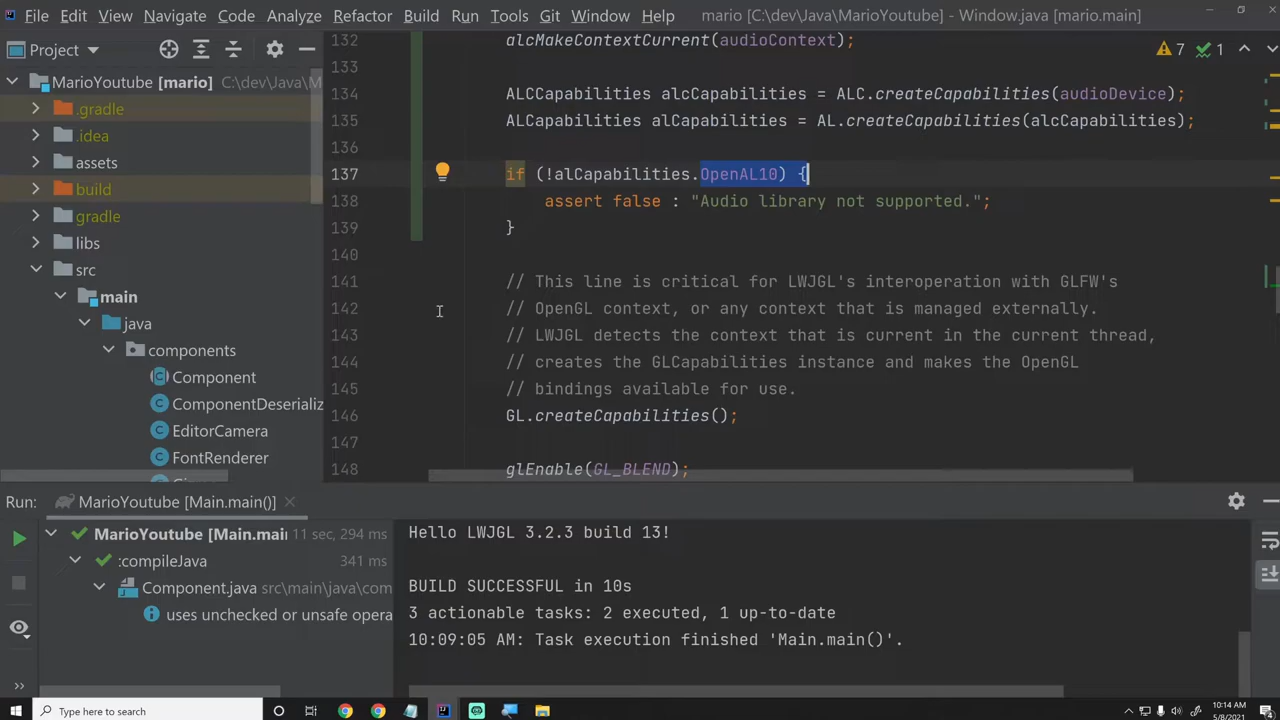 File Edit View Navigate Code Analyze Refactor Build Run Tools Git Window Help mario [C:\dev\Java\MarioYoutube] - Window.java [mario.main]
Project
MarioYoutube [mario] C:\dev\Java\M
.gradle
.idea
assets
build
gradle
libs
src
main
java
components
Component
ComponentDeserializ
EditorCamera
FontRenderer
7 1
132 alcMakeContextCurrent(audioContext);
133
134 ALCCapabilities alcCapabilities = ALC.createCapabilities(audioDevice);
135 ALCapabilities alCapabilities = AL.createCapabilities(alcCapabilities);
136
137 if (!alCapabilities.OpenAL10) {
138 assert false : "Audio library not supported.";
139 }
140
141 // This line is critical for LWJGL's interoperation with GLFW's
142 // OpenGL context, or any context that is managed externally.
143 // LWJGL detects the context that is current in the current thread,
144 // creates the GLCapabilities instance and makes the OpenGL
145 // bindings available for use.
146 GL.createCapabilities();
147
148 glEnable(GL_BLEND);
Run: MarioYoutube [Main.main()]
MarioYoutube [Main.mai 11 sec, 294 ms
:compileJava 341 ms
Component.java src\main\java\com
uses unchecked or unsafe opera
Hello LWJGL 3.2.3 build 13!
BUILD SUCCESSFUL in 10s
3 actionable tasks: 2 executed, 1 up-to-date
10:09:05 AM: Task execution finished 'Main.main()'.
Type here to search
10:14 AM
5/8/2021